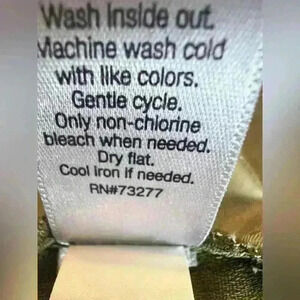 Wash Inside out.
Machine wash cold
with like colors.
Gentle cycle.
Only non-chlorine
bleach when needed.
Dry flat.
Cool iron if needed.
RN#73277